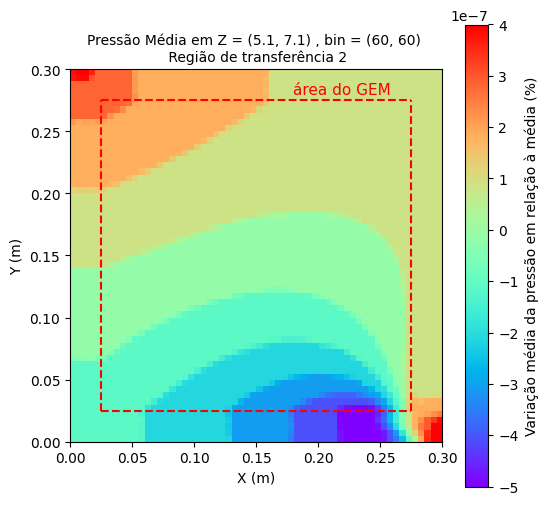 1e−7
Pressão Média em Z = (5.1, 7.1) , bin = (60, 60)
Região de transferência 2
área do GEM
0.30
0.25
0.20
0.15
0.10
0.05
0.00
Y (m)
0.00 0.05 0.10 0.15 0.20 0.25 0.30
X (m)
4
3
2
1
0
−1
−2
−3
−4
−5
Variação média da pressão em relação à média (%)